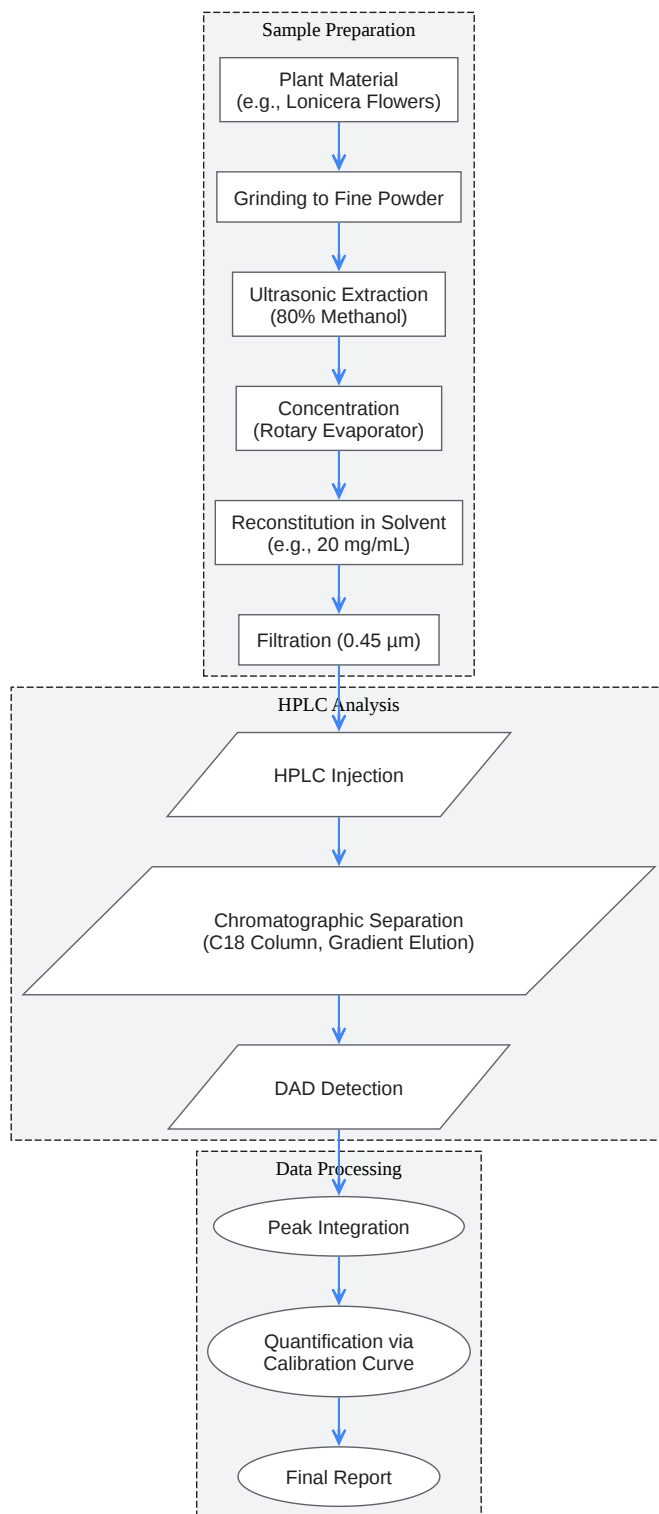 Sample Preparation
Plant Material
(e.g., Lonicera Flowers)
Grinding to Fine Powder
Ultrasonic Extraction
(80% Methanol)
Concentration
(Rotary Evaporator)
Reconstitution in Solvent
(e.g., 20 mg/mL)
Filtration (0.45 µm)
HPLC Analysis
HPLC Injection
Chromatographic Separation
(C18 Column, Gradient Elution)
DAD Detection
Data Processing
Peak Integration
Quantification via
Calibration Curve
Final Report